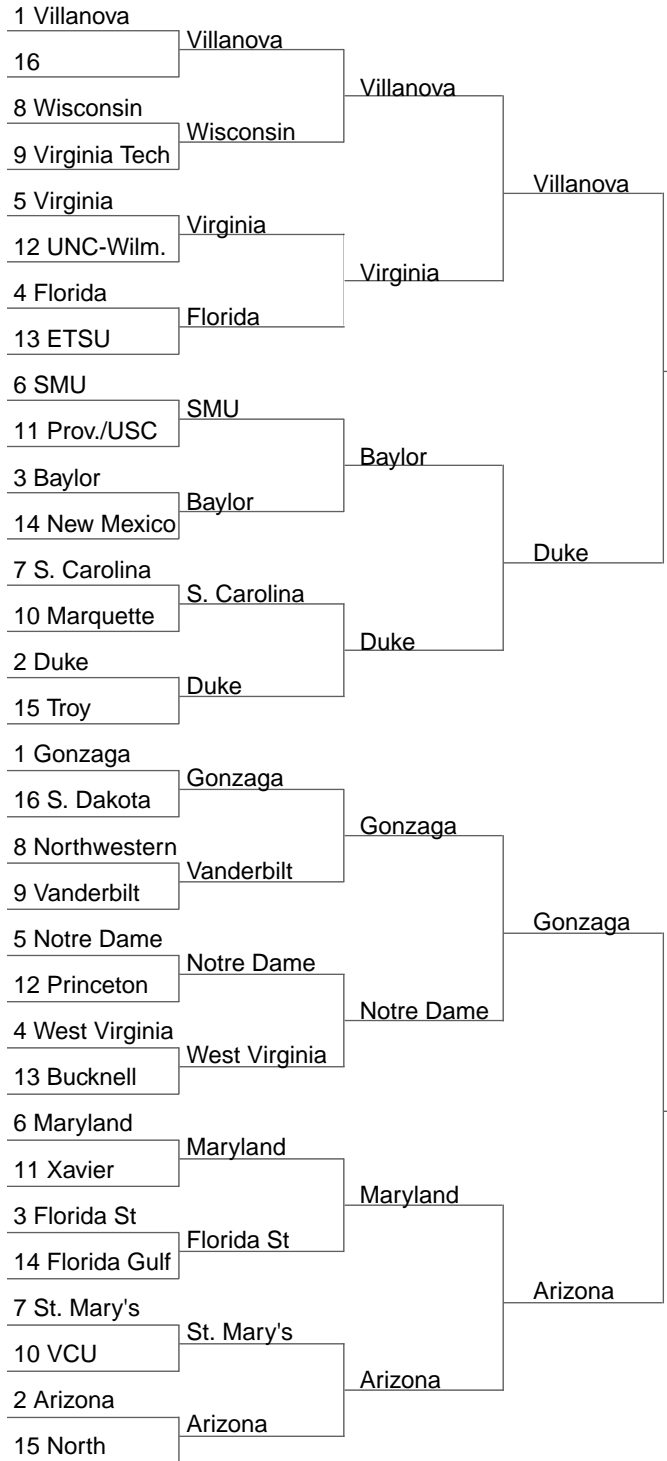 1 Villanova
16
8 Wisconsin
9 Virginia Tech
5 Virginia
12 UNC-Wilm.
4 Florida
13 ETSU
6 SMU
11 Prov./USC
3 Baylor
14 New Mexico
7 S. Carolina
10 Marquette
2 Duke
15 Troy
1 Gonzaga
16 S. Dakota
8 Northwestern
9 Vanderbilt
5 Notre Dame
12 Princeton
4 West Virginia
13 Bucknell
6 Maryland
11 Xavier
3 Florida St
14 Florida Gulf
7 St. Mary's
10 VCU
2 Arizona
15 North
Villanova
Wisconsin
Virginia
Florida
SMU
Baylor
S. Carolina
Duke
Gonzaga
Vanderbilt
Notre Dame
West Virginia
Maryland
Florida St
St. Mary's
Arizona
Villanova
Virginia
Baylor
Duke
Gonzaga
Notre Dame
Maryland
Arizona
Villanova
Duke
Gonzaga
Arizona